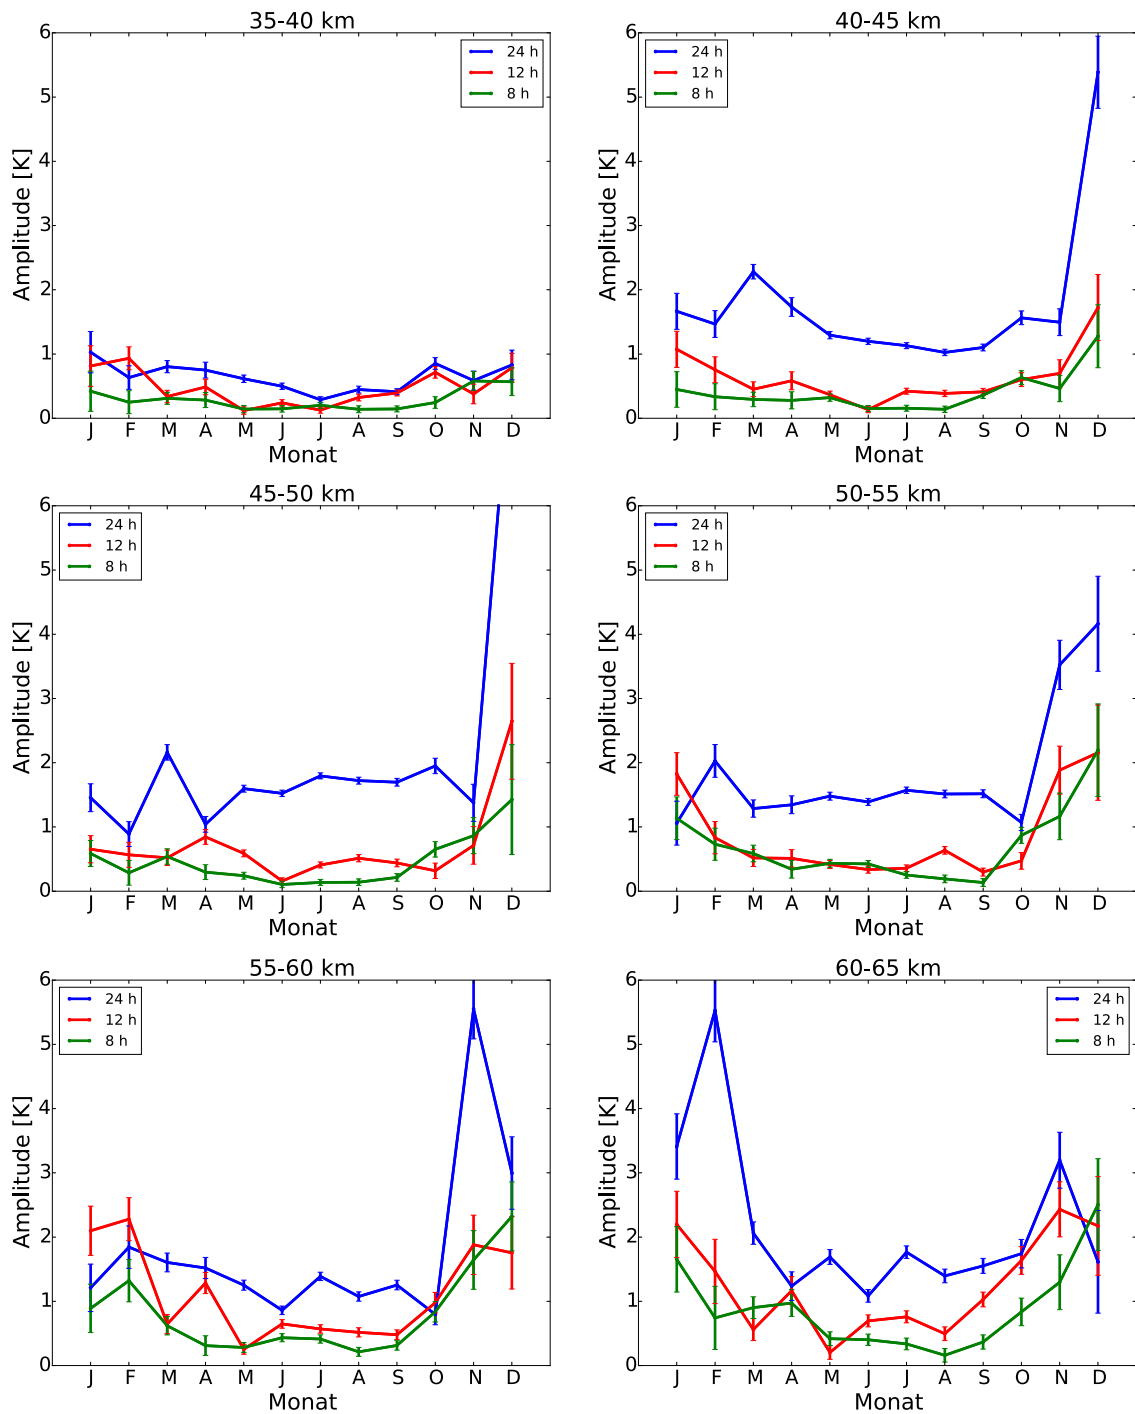 35-40 km
6
5
4
3
2
1
0
Amplitude [K]
24 h
12 h
8 h
J F M A M J J A S O N D
Monat
40-45 km
6
5
4
3
2
1
0
Amplitude [K]
24 h
12 h
8 h
J F M A M J J A S O N D
Monat
45-50 km
6
5
4
3
2
1
0
Amplitude [K]
24 h
12 h
8 h
J F M A M J J A S O N D
Monat
50-55 km
6
5
4
3
2
1
0
Amplitude [K]
24 h
12 h
8 h
J F M A M J J A S O N D
Monat
55-60 km
6
5
4
3
2
1
0
Amplitude [K]
24 h
12 h
8 h
J F M A M J J A S O N D
Monat
60-65 km
6
5
4
3
2
1
0
Amplitude [K]
24 h
12 h
8 h
J F M A M J J A S O N D
Monat